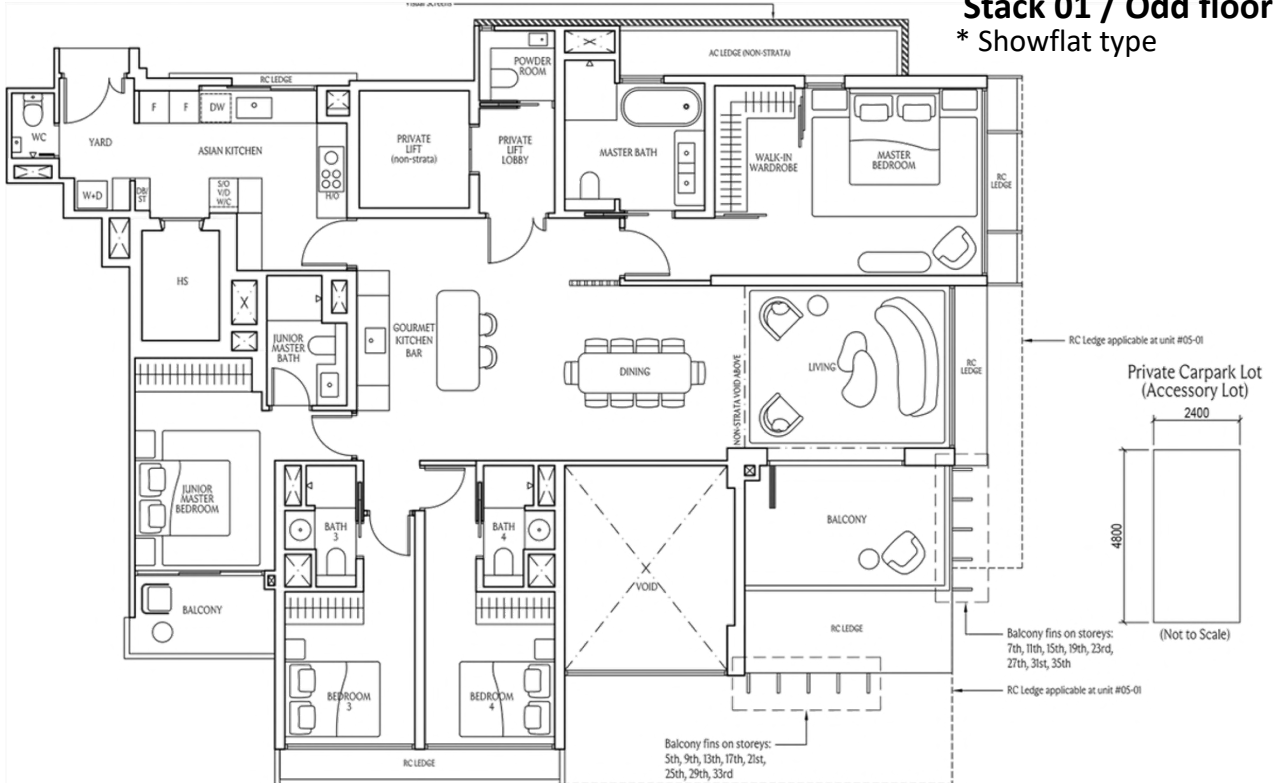 Visual Screens
Stack 01 / Odd floor
* Showflat type
RC LEDGE
POWDER
ROOM
AC LEDGE (NON-STRATA)
F
F
DW
WC
YARD
ASIAN KITCHEN
PRIVATE
LIFT
(non-strata)
PRIVATE
LIFT
LOBBY
MASTER BATH
WALK-IN
WARDROBE
MASTER
BEDROOM
RC
LEDGE
W+D
DB/
ST
S/O
V/D
W/C
H/O
HS
JUNIOR
MASTER
BATH
GOURMET
KITCHEN
BAR
DINING
NON-STRATA VOID ABOVE
LIVING
RC
LEDGE
RC Ledge applicable at unit #05-01
Private Carpark Lot
(Accessory Lot)
2400
4800
(Not to Scale)
JUNIOR
MASTER
BEDROOM
BATH
3
BATH
4
BALCONY
VOID
BALCONY
RC LEDGE
Balcony fins on storeys:
7th, 11th, 15th, 19th, 23rd,
27th, 31st, 35th
RC Ledge applicable at unit #05-01
BEDROOM
3
BEDROOM
4
RC LEDGE
Balcony fins on storeys:
5th, 9th, 13th, 17th, 21st,
25th, 29th, 33rd